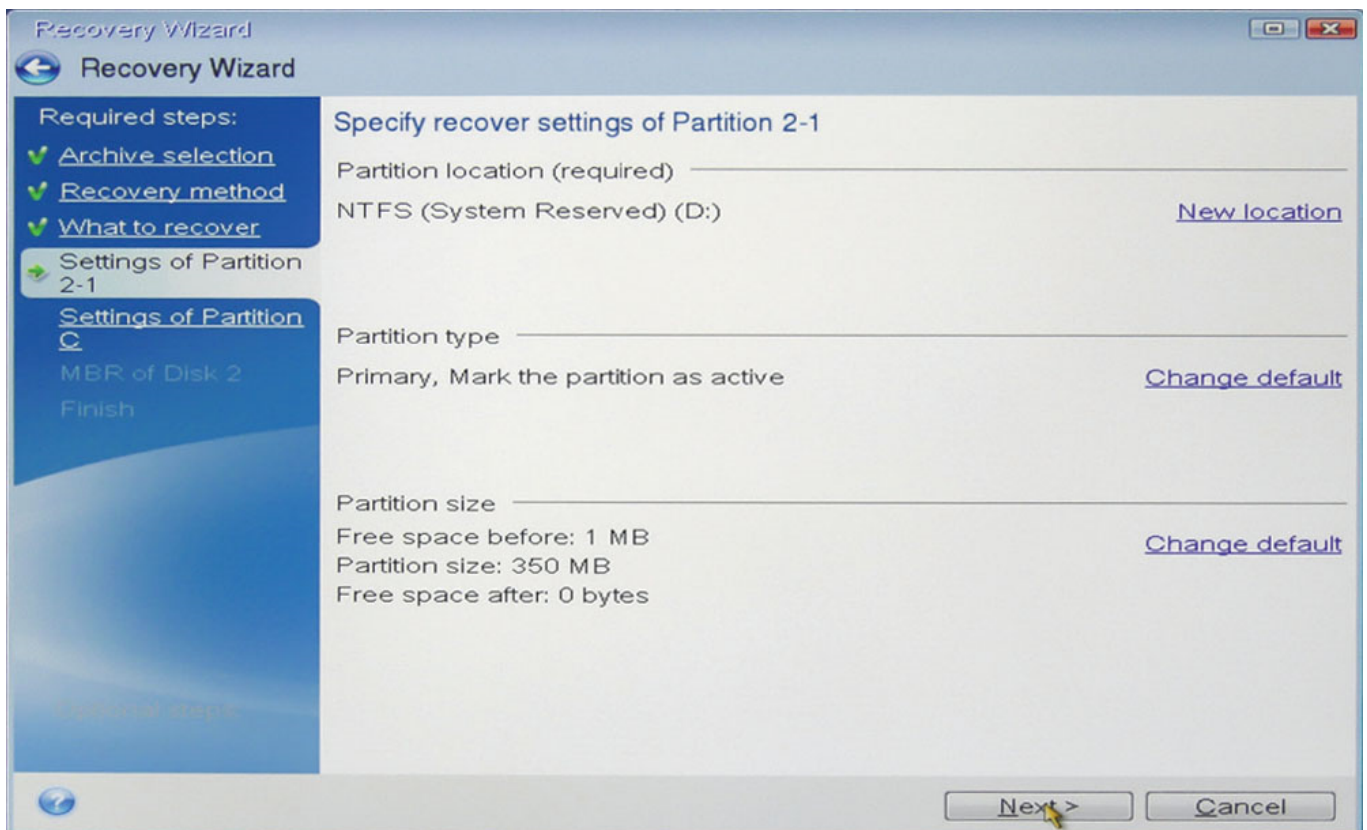 Recovery Wizard
Recovery Wizard
Required steps:
Archive selection
Recovery method
What to recover
Settings of Partition
2-1
Settings of Partition
C
MBR of Disk 2
Finish
Optional steps:
Specify recover settings of Partition 2-1
Partition location (required)
NTFS (System Reserved) (D:)
New location
Partition type
Primary, Mark the partition as active
Change default
Partition size
Free space before: 1 MB
Change default
Partition size: 350 MB
Free space after: 0 bytes
Next >
Cancel